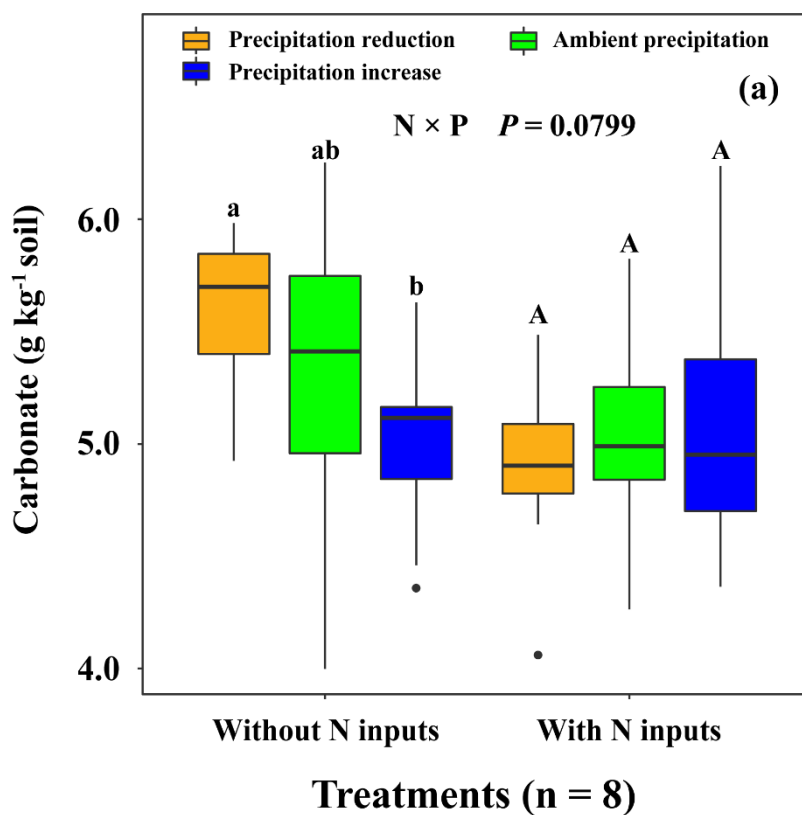 Precipitation reduction
Ambient precipitation
Precipitation increase
(a)
N × P P = 0.0799
a
ab
b
A
A
A
6.0
5.0
4.0
Carbonate (g kg⁻¹ soil)
Without N inputs
With N inputs
Treatments (n = 8)